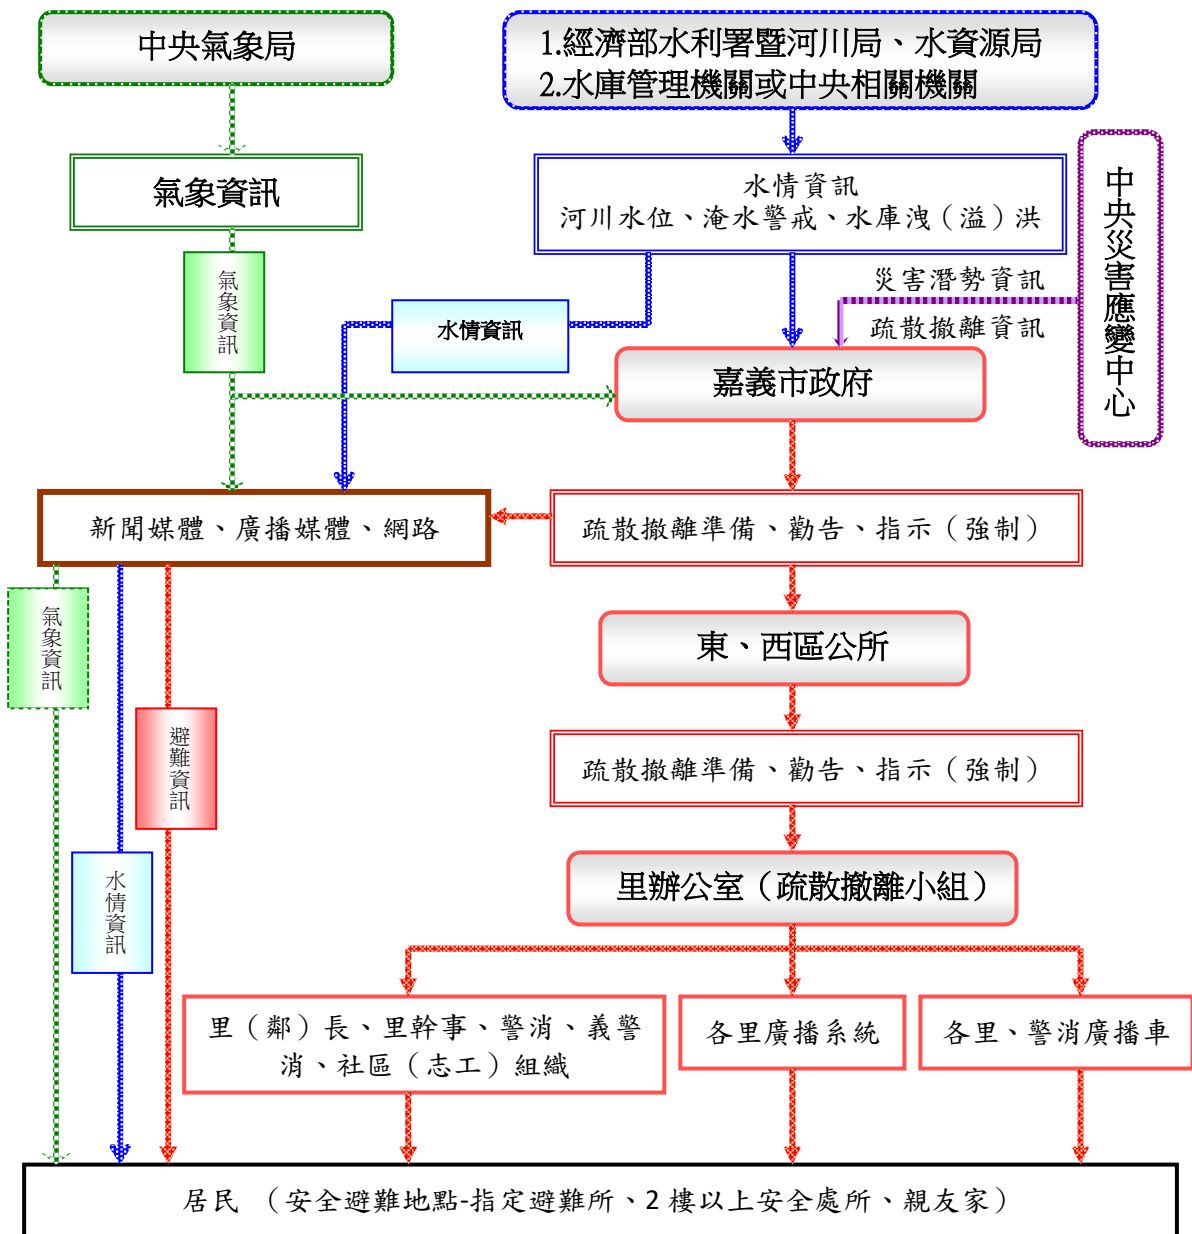 中央氣象局
1.經濟部水利署暨河川局、水資源局
2.水庫管理機關或中央相關機關
氣象資訊
水情資訊
河川水位、淹水警戒、水庫洩（溢）洪
中央災害應變中心
氣象資訊
水情資訊
災害潛勢資訊
疏散撤離資訊
嘉義市政府
新聞媒體、廣播媒體、網路
疏散撤離準備、勸告、指示（強制）
氣象資訊
東、西區公所
避難資訊
疏散撤離準備、勸告、指示（強制）
水情資訊
里辦公室（疏散撤離小組）
里（鄰）長、里幹事、警消、義警
消、社區（志工）組織
各里廣播系統
各里、警消廣播車
居民 （安全避難地點-指定避難所、2 樓以上安全處所、親友家）